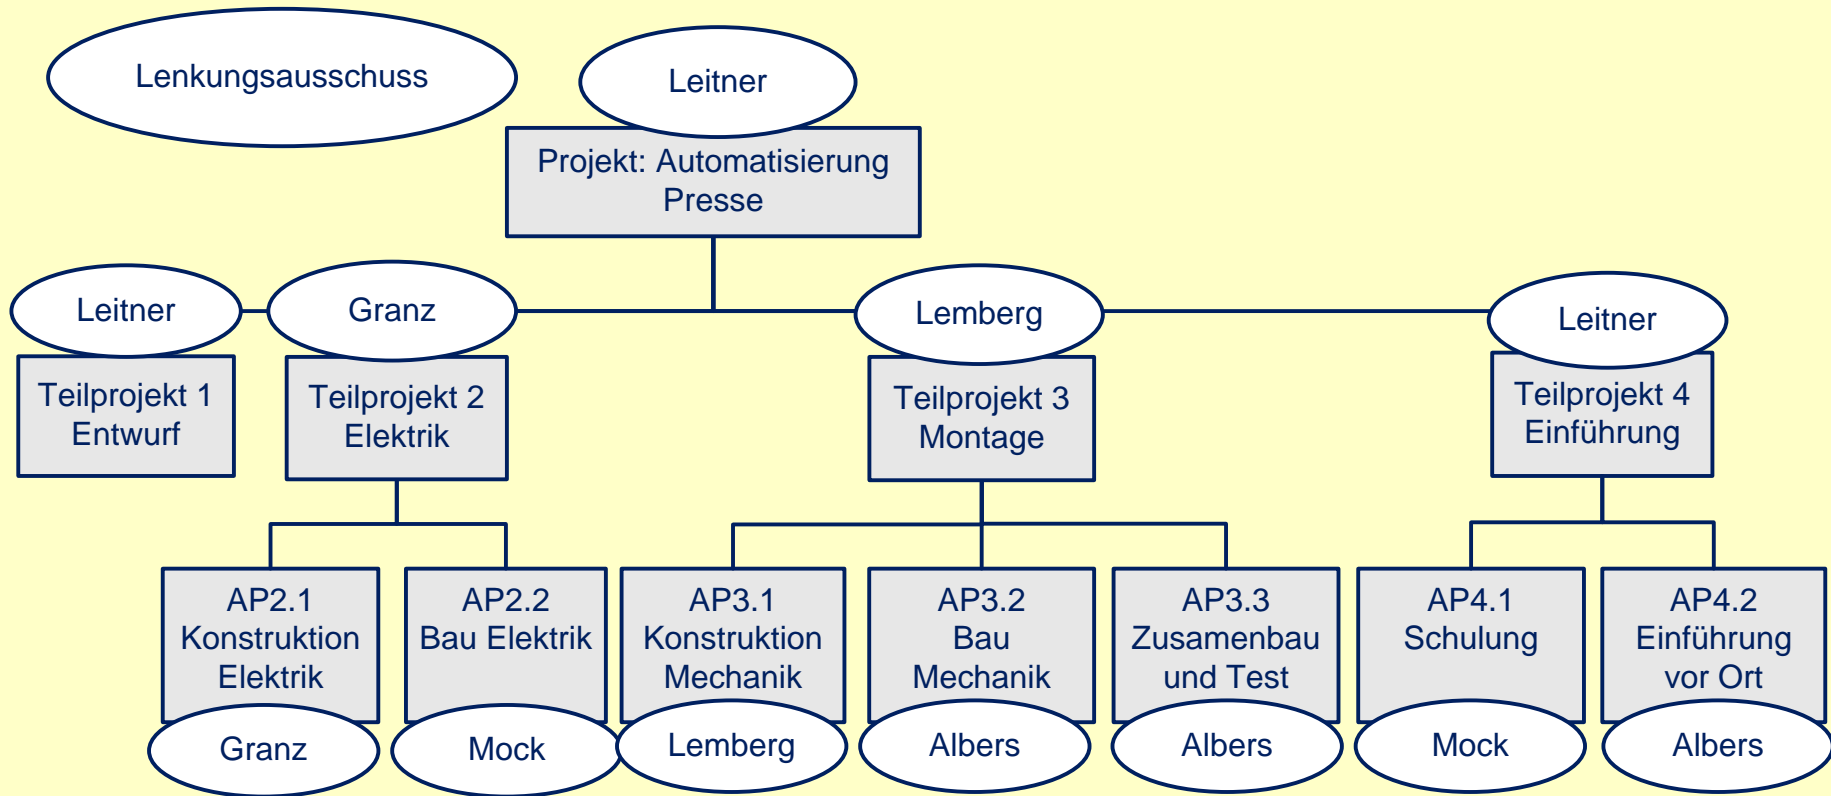 Lenkungsausschuss
Leitner
Projekt: Automatisierung
Presse
Leitner
Granz
Lemberg
Leitner
Teilprojekt 1
Entwurf
Teilprojekt 2
Elektrik
Teilprojekt 3
Montage
Teilprojekt 4
Einführung
AP2.1
Konstruktion
Elektrik
AP2.2
Bau Elektrik
AP3.1
Konstruktion
Mechanik
AP3.2
Bau
Mechanik
AP3.3
Zusamenbau
und Test
AP4.1
Schulung
AP4.2
Einführung
vor Ort
Granz
Mock
Lemberg
Albers
Albers
Mock
Albers